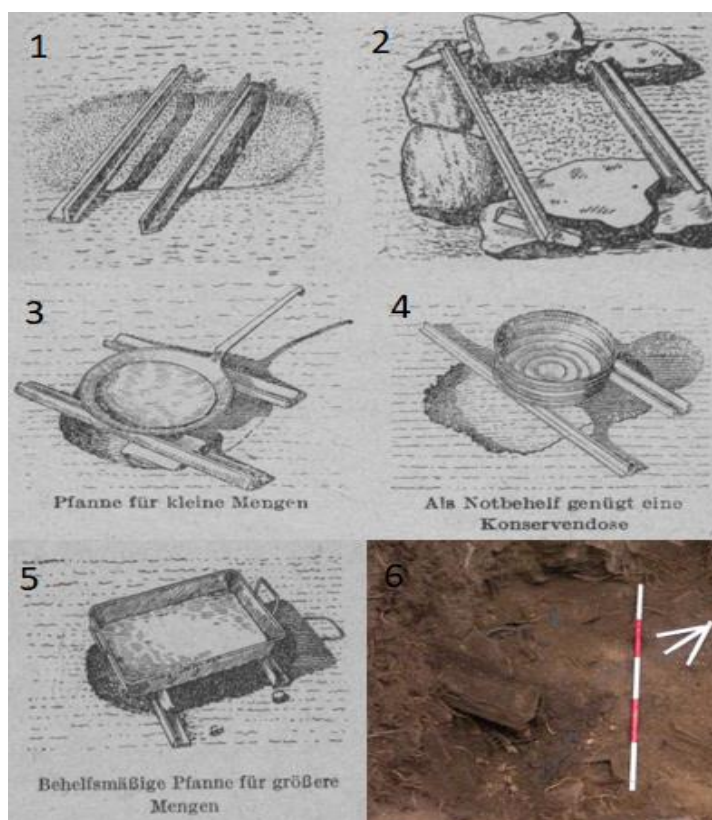 1
2
3
4
Pfanne für kleine Mengen
Als Notbehelf genügt eine
Konservendose
5
6
Behelfsmäßige Pfanne für größere
Mengen